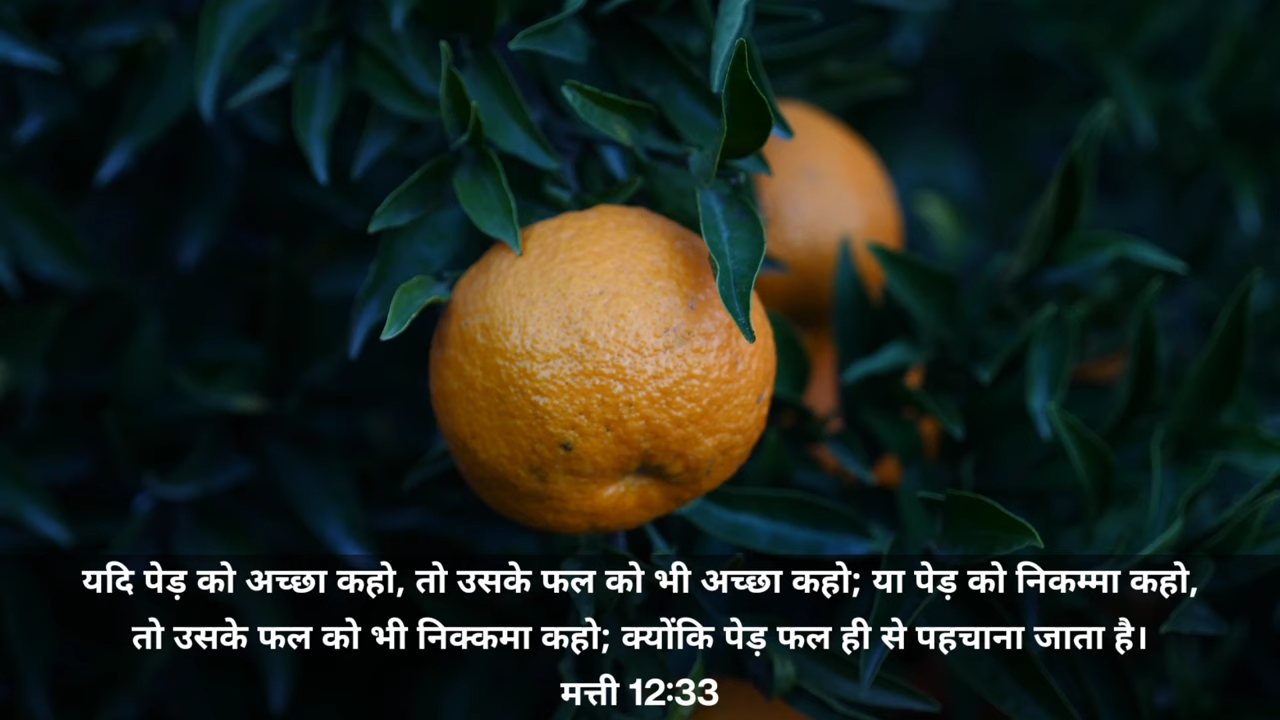 यदि पेड़ को अच्छा कहो, तो उसके फल को भी अच्छा कहो; या पेड़ को निकम्मा कहो,
तो उसके फल को भी निक्कमा कहो; क्योंकि पेड़ फल ही से पहचाना जाता है।
मत्ती 12:33